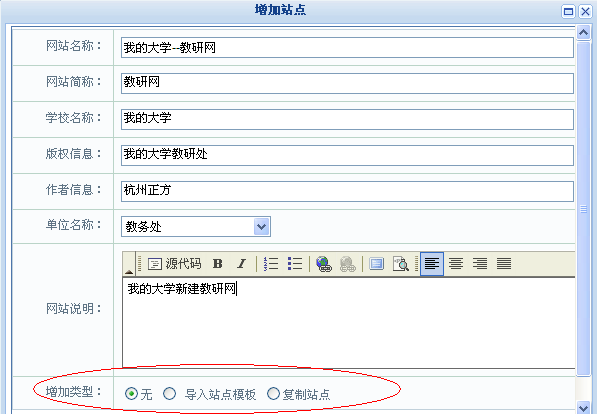 增加站点
网站名称： 我的大学--教研网
网站简称： 教研网
学校名称： 我的大学
版权信息： 我的大学教研处
作者信息： 杭州正方
单位名称： 教务处
源代码 B I
网站说明： 我的大学新建教研网
增加类型： 无 导入站点模板 复制站点